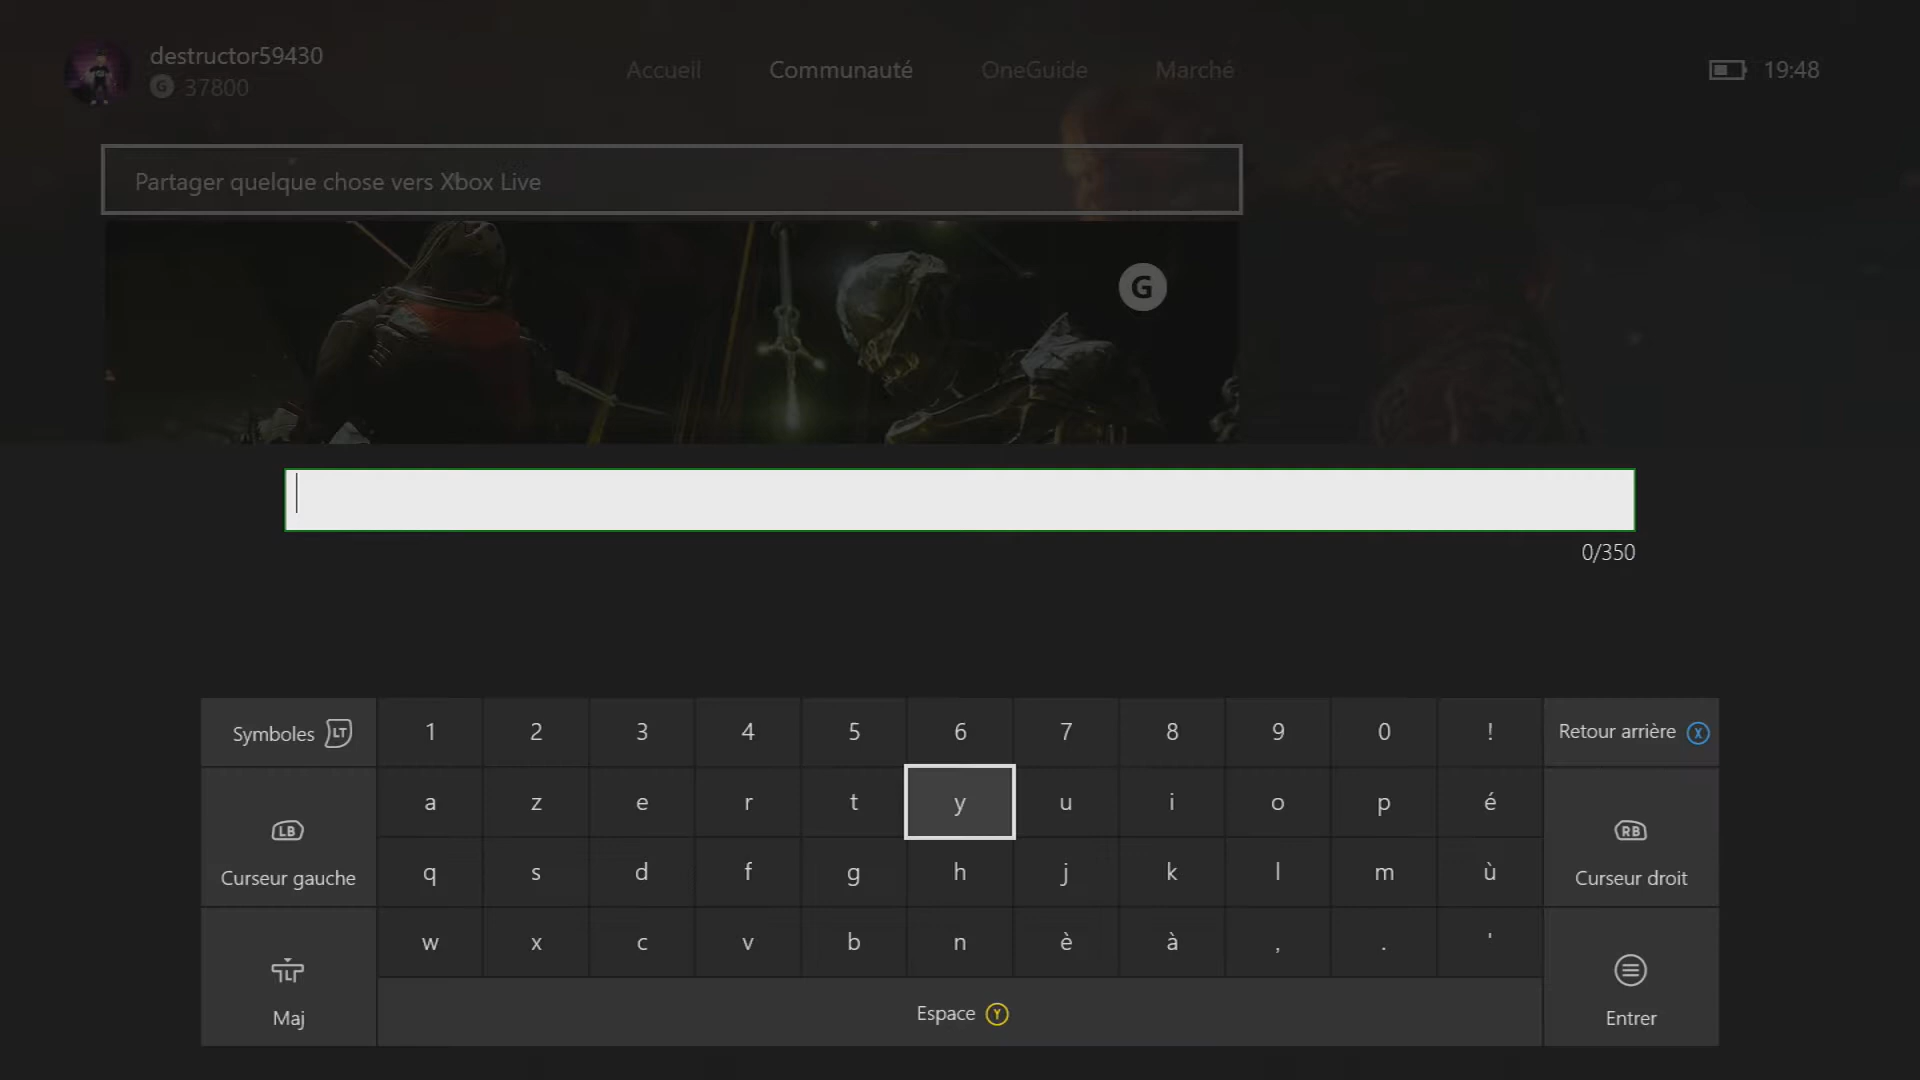 destructor59430
G 37800
Accueil Communauté OneGuide Marché
19:48
Partager quelque chose vers Xbox Live
G
0/350
Symboles LT 1 2 3 4 5 6 7 8 9 0 ! Retour arrière X
a z e r t y u i o p é
LB Curseur gauche
q s d f g h j k l m ù
RB Curseur droit
w x c v b n è à , . '
Maj
Espace Y
Entrer